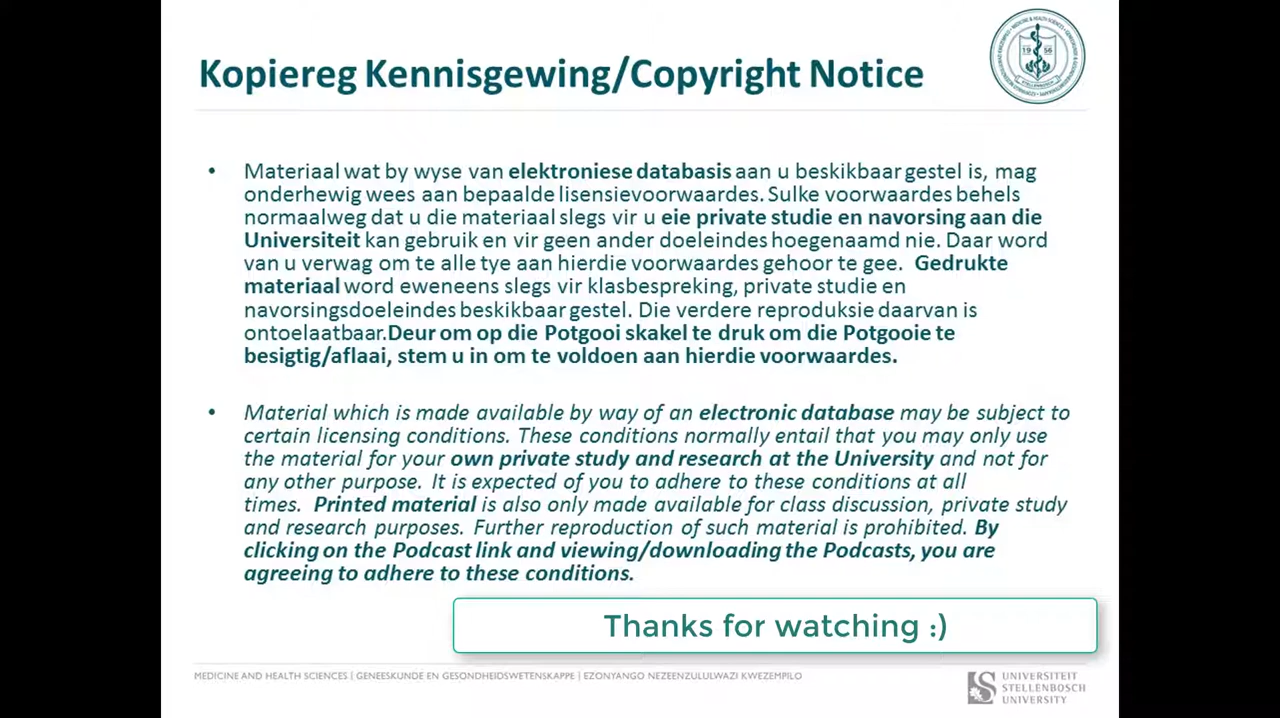 Kopiereg Kennisgewing/Copyright Notice
1956
• Materiaal wat by wyse van elektroniese databasis aan u beskikbaar gestel is, mag
onderhewig wees aan bepaalde lisensievoorwaardes. Sulke voorwaardes behels
normaalweg dat u die materiaal slegs vir u eie private studie en navorsing aan die
Universiteit kan gebruik en vir geen ander doeleindes hoegenaamd nie. Daar word
van u verwag om te alle tye aan hierdie voorwaardes gehoor te gee. Gedrukte
materiaal word eweneens slegs vir klasbespreking, private studie en
navorsingsdoeleindes beskikbaar gestel. Die verdere reproduksie daarvan is
ontoelaatbaar.Deur om op die Potgooi skakel te druk om die Potgooie te
besigtig/aflaai, stem u in om te voldoen aan hierdie voorwaardes.
• Material which is made available by way of an electronic database may be subject to
certain licensing conditions. These conditions normally entail that you may only use
the material for your own private study and research at the University and not for
any other purpose. It is expected of you to adhere to these conditions at all
times. Printed material is also only made available for class discussion, private study
and research purposes. Further reproduction of such material is prohibited. By
clicking on the Podcast link and viewing/downloading the Podcasts, you are
agreeing to adhere to these conditions.
Thanks for watching :)
MEDICINE AND HEALTH SCIENCES | GENEESKUNDE EN GESONDHEIDSWETENSKAPPE | EZONYANGO NEZEENZULULWAZI KWEZEMPILO
UNIVERSITEIT
STELLENBOSCH
UNIVERSITY